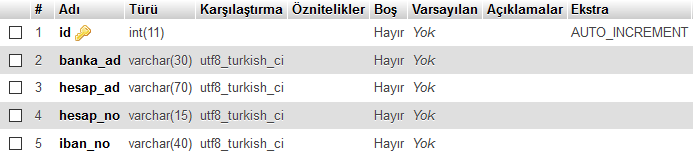 # Adı Türü Karşılaştırma Öznitelikler Boş Varsayılan Açıklamalar Ekstra
1 id int(11) Hayır Yok AUTO_INCREMENT
2 banka_ad varchar(30) utf8_turkish_ci Hayır Yok
3 hesap_ad varchar(70) utf8_turkish_ci Hayır Yok
4 hesap_no varchar(15) utf8_turkish_ci Hayır Yok
5 iban_no varchar(40) utf8_turkish_ci Hayır Yok